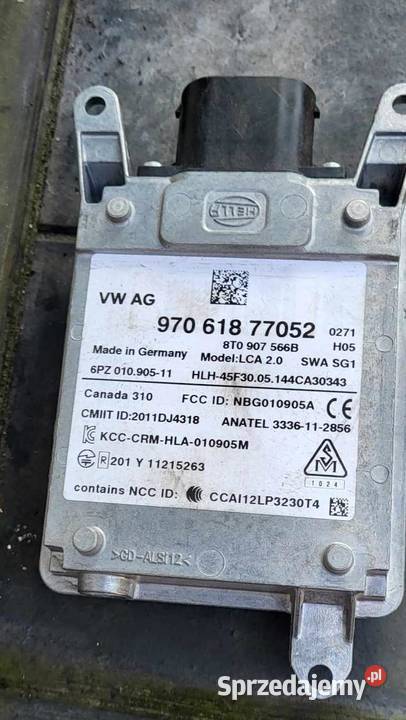 HELLA
VW AG
970 618 77052 0271
8T0 907 566B H05
Made in Germany Model:LCA 2.0 SWA SG1
6PZ 010.905-11 HLH-45F30.05.144CA30343
Canada 310 FCC ID: NBG010905A CE
CMIIT ID:2011DJ4318 ANATEL 3336-11-2856
KCC-CRM-HLA-010905M
R 201 Y 11215263
SM
1024
contains NCC ID: CCAI12LP3230T4
>GD-ALSI12<
Sprzedajemy.pl